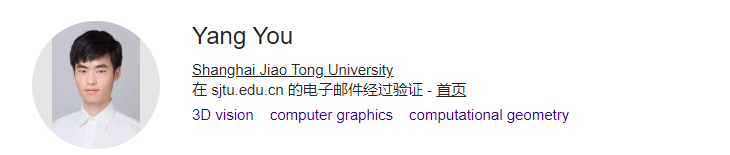 Yang You
Shanghai Jiao Tong University
在 sjtu.edu.cn 的电子邮件经过验证 - 首页
3D vision computer graphics computational geometry